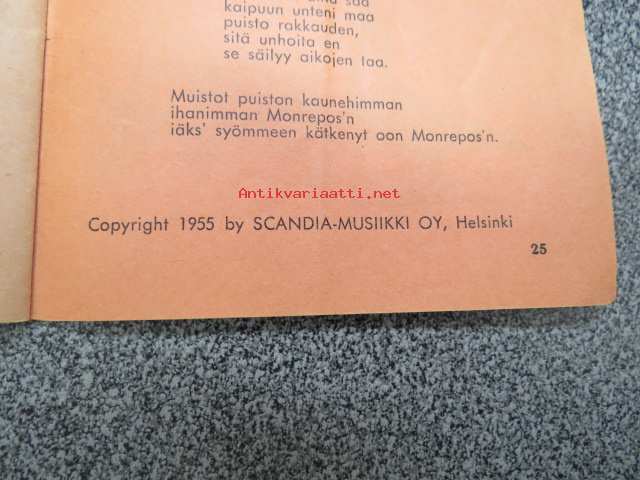 kaipuun unteni maa
puisto rakkauden,
sitä unhoita en
se säilyy aikojen taa.
Muistot puiston kaunehimman
ihanimman Monrepos'n
iäks' syömmeen kätkenyt oon Monrepos'n.
Antikvariaatti.net
Copyright 1955 by SCANDIA-MUSIIKKI OY, Helsinki
25